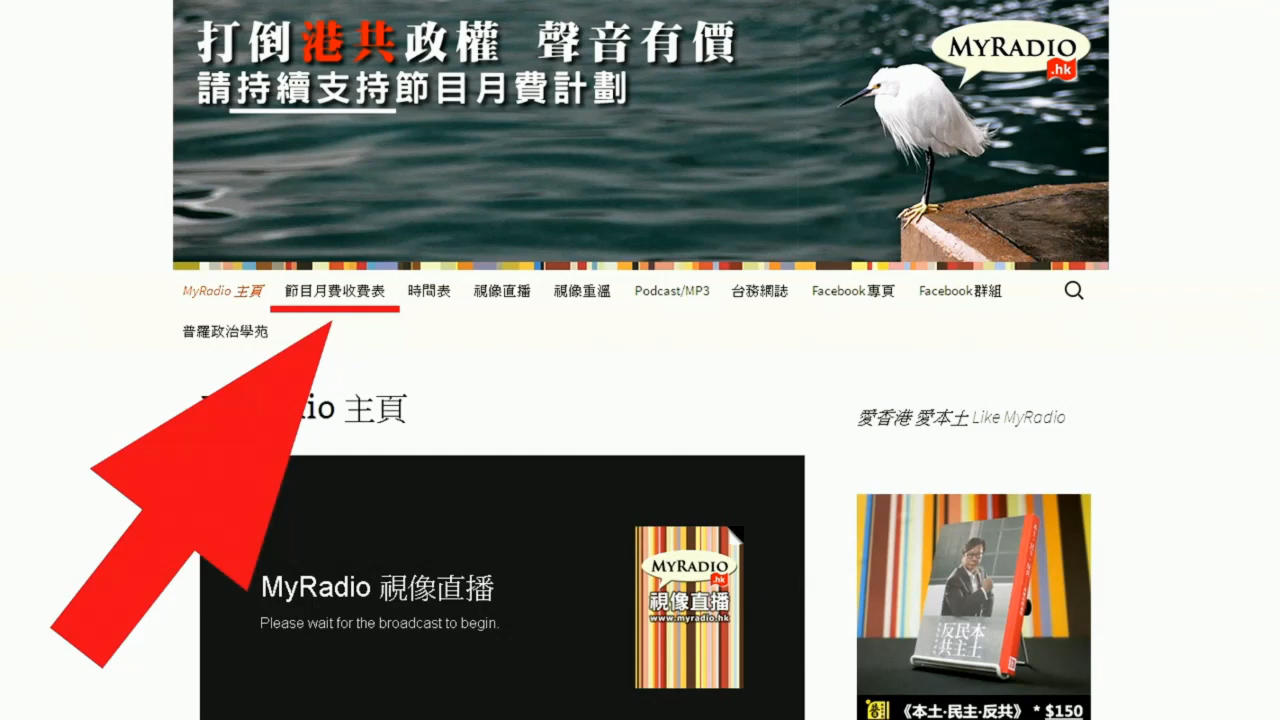 打倒港共政權 聲音有價
請持續支持節目月費計劃
MYRADIO
.hk
MyRadio 主頁 節目月費收費表 時間表 視像直播 視像重溫 Podcast/MP3 台務網誌 Facebook專頁 Facebook群組
普羅政治學苑
io 主頁
愛香港 愛本土 Like MyRadio
MyRadio 視像直播
Please wait for the broadcast to begin.
MYRADIO
.hk
視像直播
www.myradio.hk
反民本
共主土
《本土‧民主‧反共》 * $150